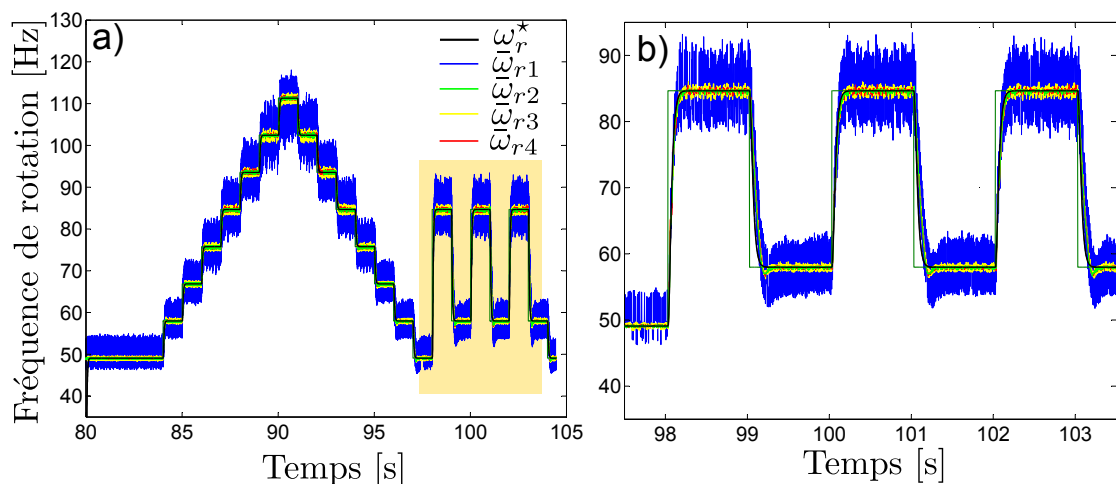 Fréquence de rotation [Hz]
a)
130
120
110
100
90
80
70
60
50
40
80
85
90
95
100
105
Temps [s]
ω_r^⋆
ω̄_{r1}
ω̄_{r2}
ω̄_{r3}
ω̄_{r4}
b)
90
80
70
60
50
40
98
99
100
101
102
103
Temps [s]